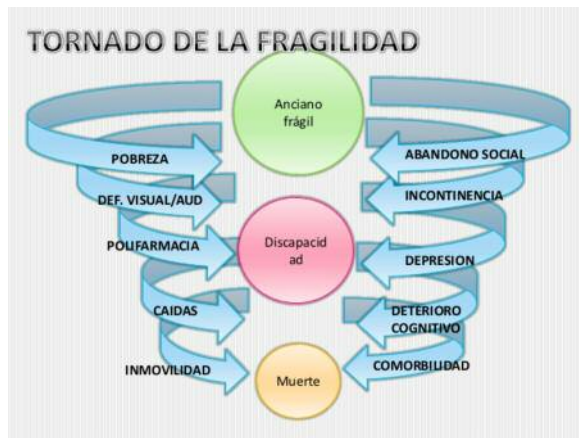 TORNADO DE LA FRAGILIDAD
Anciano
frágil
POBREZA
ABANDONO SOCIAL
DEF. VISUAL/AUD
INCONTINENCIA
POLIFARMACIA
Discapacid
ad
DEPRESION
CAIDAS
DETERIORO
COGNITIVO
INMOVILIDAD
COMORBILIDAD
Muerte